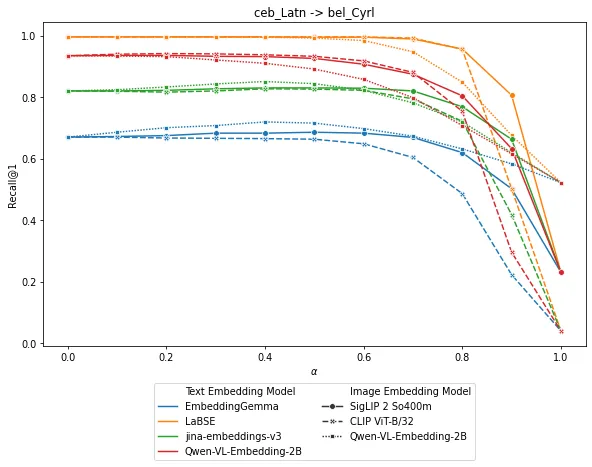 ceb_Latn -> bel_Cyrl
Recall@1
1.0
0.8
0.6
0.4
0.2
0.0
0.0 0.2 0.4 0.6 0.8 1.0
α
Text Embedding Model
EmbeddingGemma
LaBSE
jina-embeddings-v3
Qwen-VL-Embedding-2B
Image Embedding Model
SigLIP 2 So400m
CLIP ViT-B/32
Qwen-VL-Embedding-2B